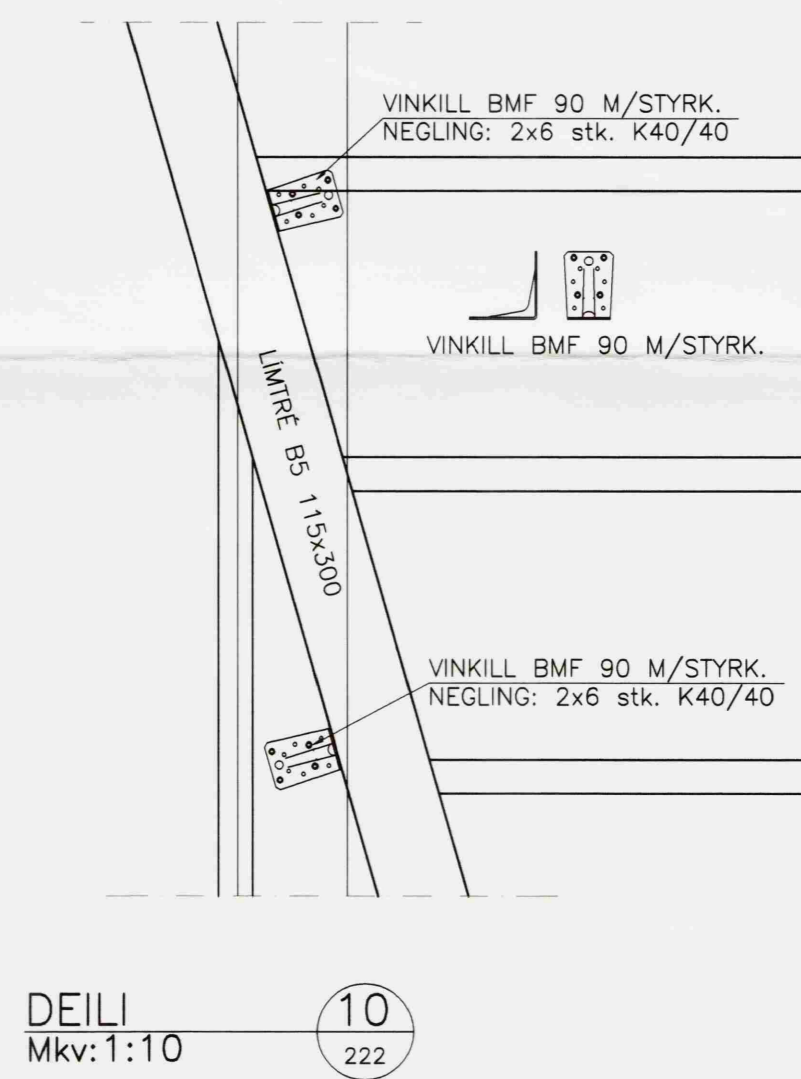 VINKILL BMF 90 M/STYRK.
NEGLING: 2x6 stk. K40/40
VINKILL BMF 90 M/STYRK.
LÍMTRÉ B5 115x300
VINKILL BMF 90 M/STYRK.
NEGLING: 2x6 stk. K40/40
DEILI
Mkv: 1:10
10
222